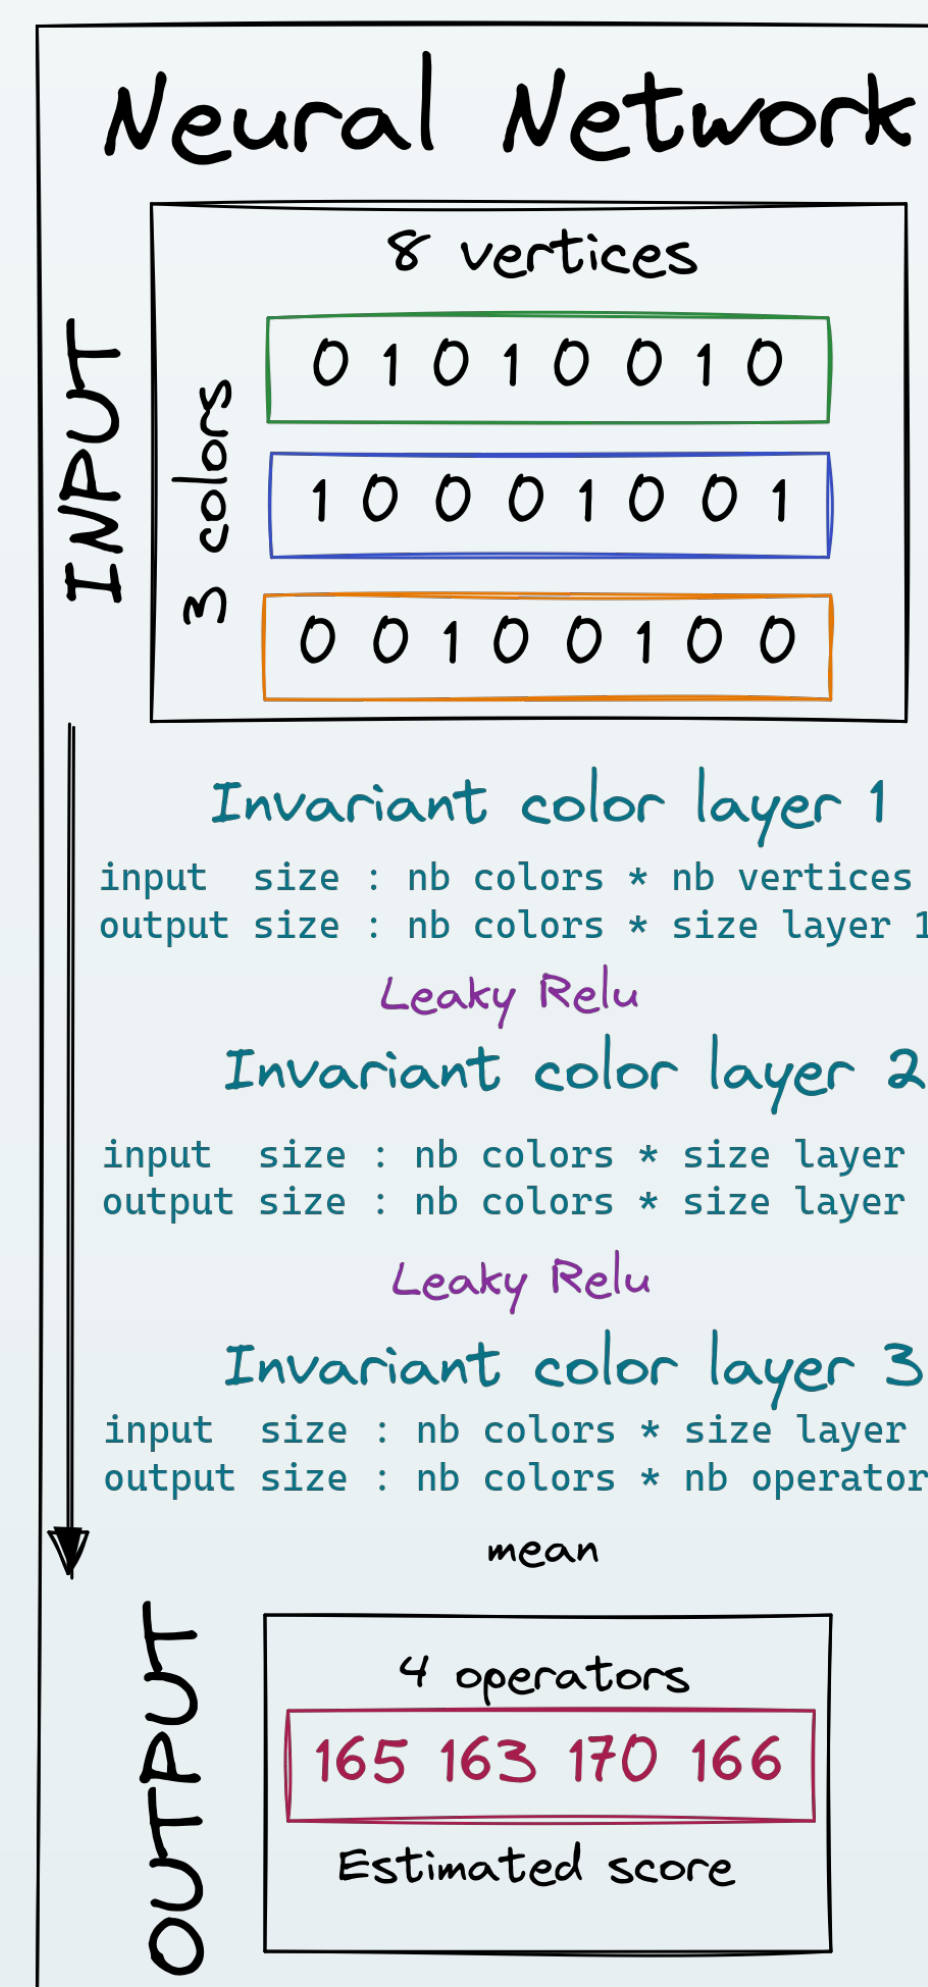 Neural Network
INPUT
8 vertices
3 colors
0 1 0 1 0 0 1 0
1 0 0 0 1 0 0 1
0 0 1 0 0 1 0 0
Invariant color layer 1
input size : nb colors * nb vertices
output size : nb colors * size layer 1
Leaky Relu
Invariant color layer 2
input size : nb colors * size layer
output size : nb colors * size layer
Leaky Relu
Invariant color layer 3
input size : nb colors * size layer
output size : nb colors * nb operator
mean
OUTPUT
4 operators
165 163 170 166
Estimated score